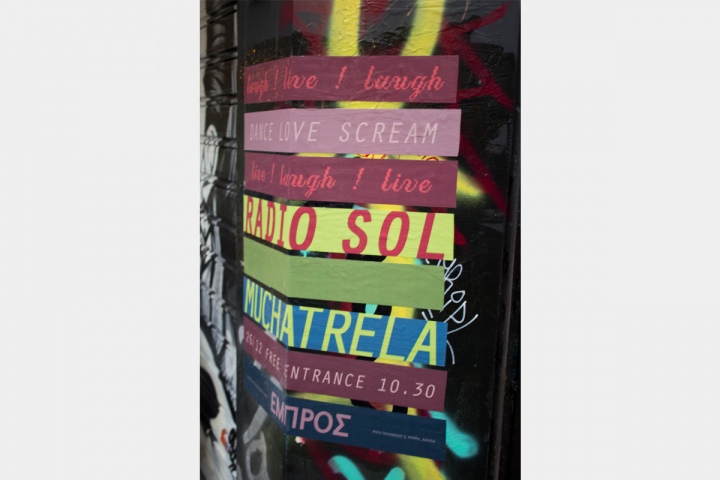 laugh ! live ! laugh
DANCE LOVE SCREAM
live ! laugh ! live
RADIO SOL
MUCHATRELA
26/12 FREE ENTRANCE 10.30
ΕΜΠΡΟΣ